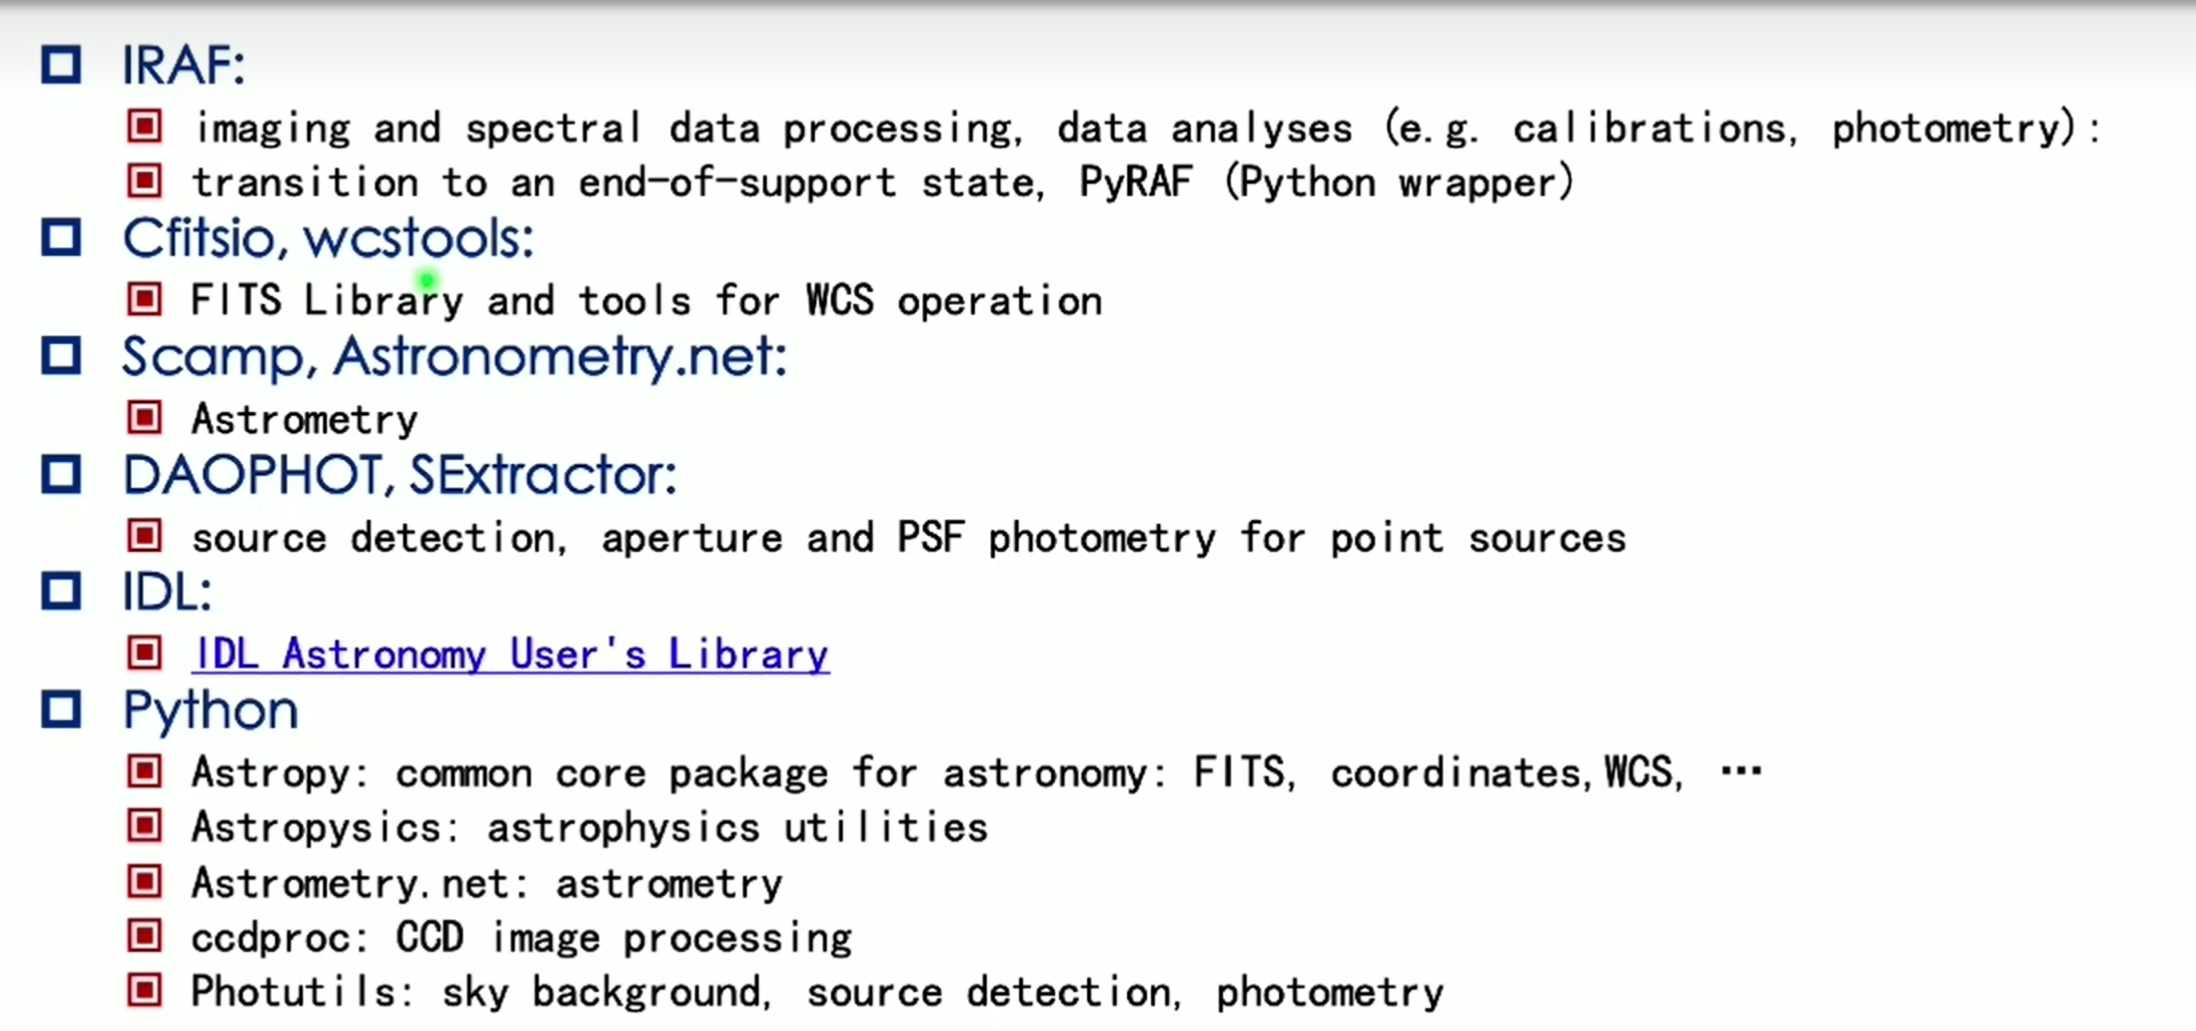 IRAF:
imaging and spectral data processing, data analyses (e.g. calibrations, photometry):
transition to an end-of-support state, PyRAF (Python wrapper)
Cfitsio, wcstools:
FITS Library and tools for WCS operation
Scamp, Astronometry.net:
Astrometry
DAOPHOT, SExtractor:
source detection, aperture and PSF photometry for point sources
IDL:
IDL Astronomy User's Library
Python
Astropy: common core package for astronomy: FITS, coordinates, WCS, …
Astropysics: astrophysics utilities
Astrometry.net: astrometry
ccdproc: CCD image processing
Photutils: sky background, source detection, photometry